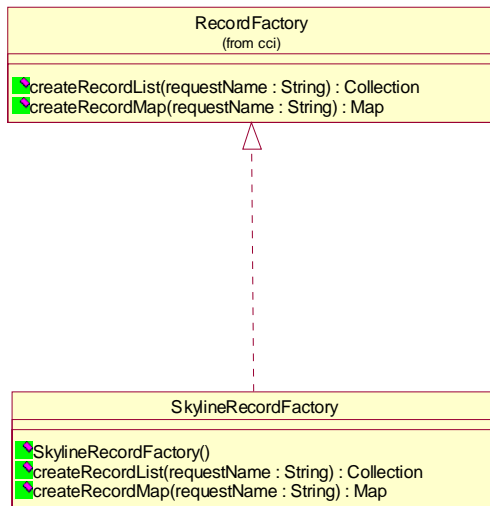 RecordFactory
(from cci)
createRecordList(requestName : String) : Collection
createRecordMap(requestName : String) : Map
SkylineRecordFactory
SkylineRecordFactory()
createRecordList(requestName : String) : Collection
createRecordMap(requestName : String) : Map